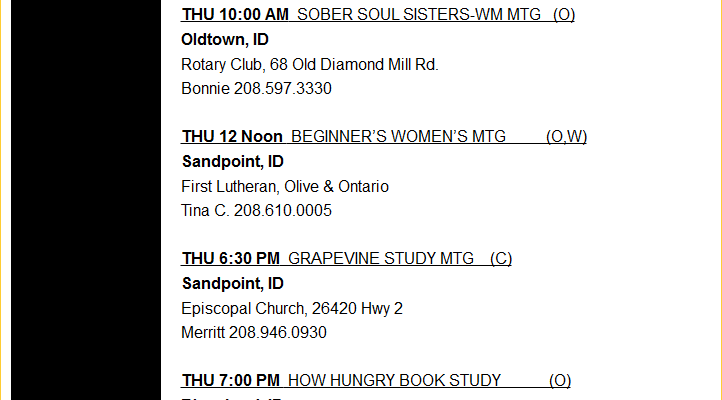 THU 10:00 AM  SOBER SOUL SISTERS-WM MTG   (O)
Oldtown, ID
Rotary Club, 68 Old Diamond Mill Rd.
Bonnie 208.597.3330
THU 12 Noon  BEGINNER’S WOMEN’S MTG         (O,W)
Sandpoint, ID
First Lutheran, Olive & Ontario
Tina C. 208.610.0005
THU 6:30 PM  GRAPEVINE STUDY MTG    (C)
Sandpoint, ID
Episcopal Church, 26420 Hwy 2
Merritt 208.946.0930
THU 7:00 PM  HOW HUNGRY BOOK STUDY           (O)